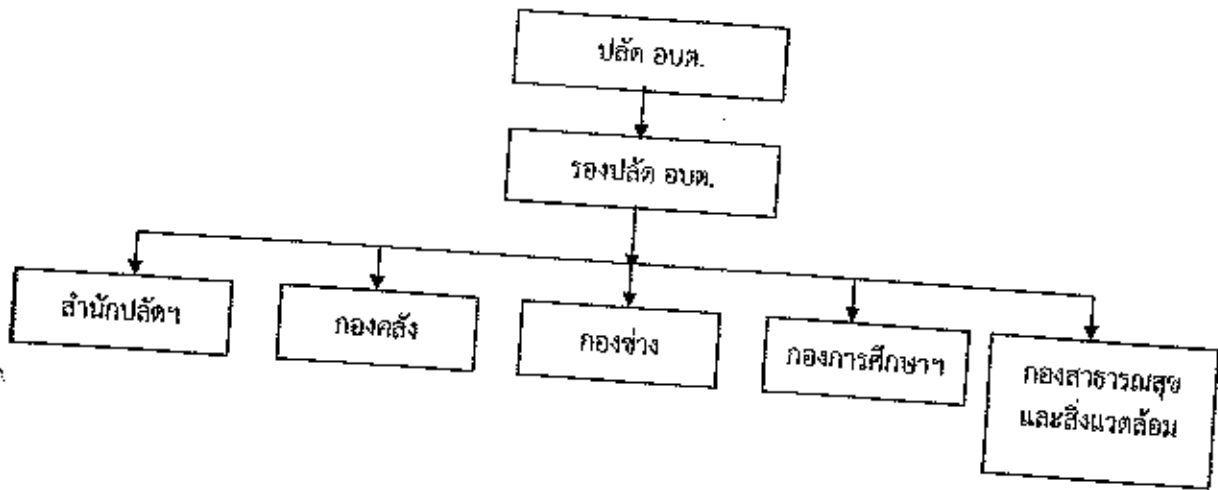 ปลัด อบต.
รองปลัด อบต.
สำนักปลัดฯ
กองคลัง
กองช่าง
กองการศึกษาฯ
กองสาธารณสุข
และสิ่งแวดล้อม